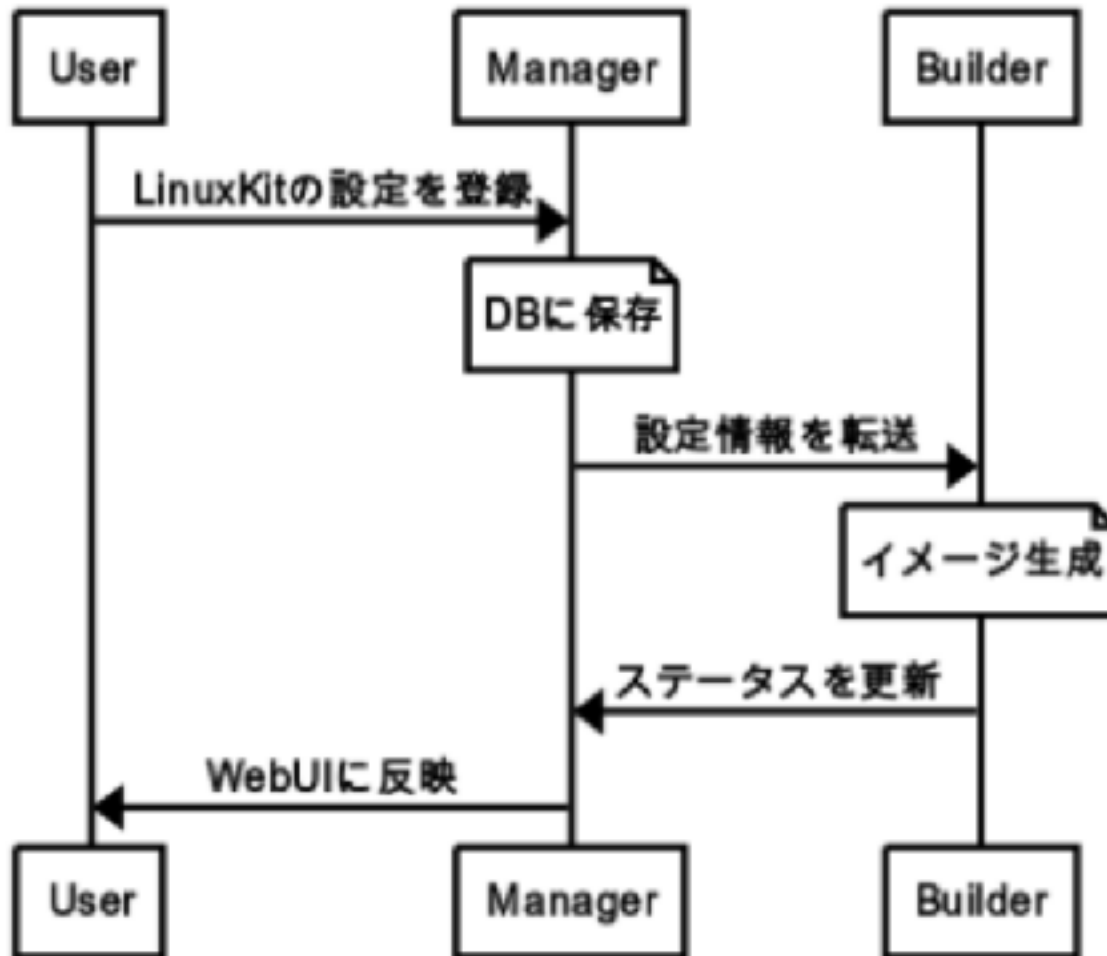 User
Manager
Builder
LinuxKitの設定を登録
DBに保存
設定情報を転送
イメージ生成
ステータスを更新
WebUIに反映
User
Manager
Builder